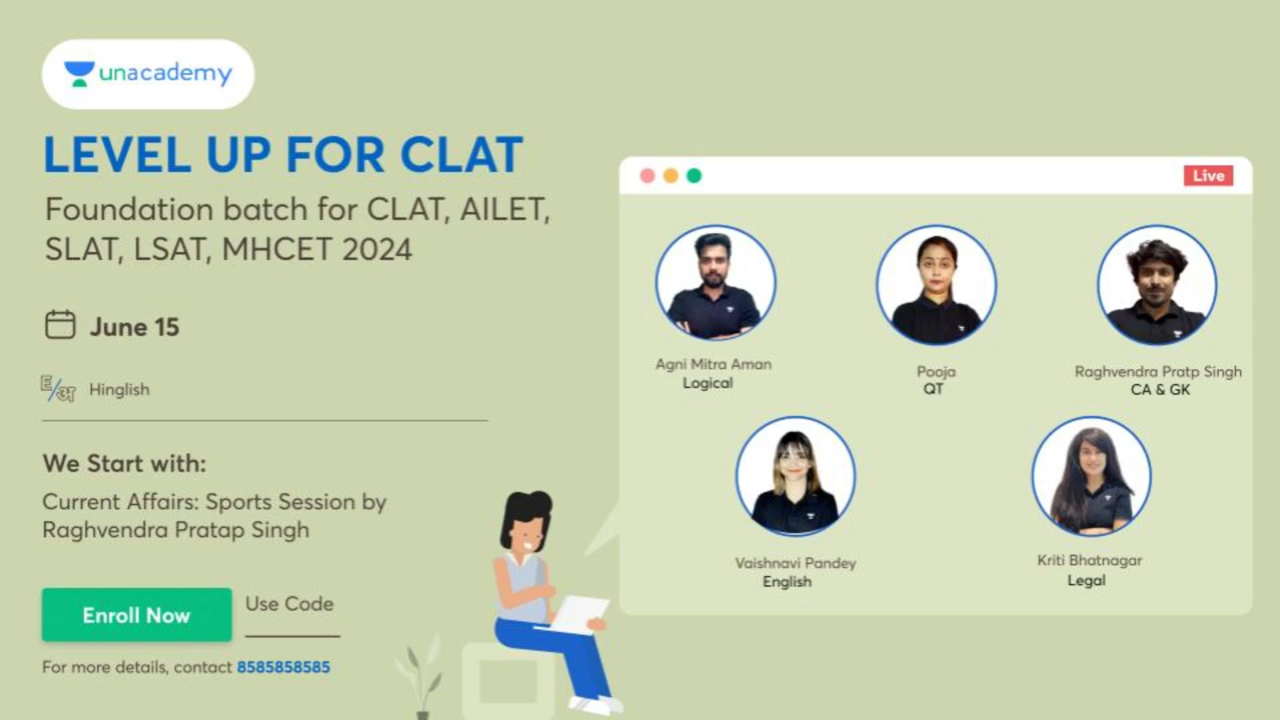 unacademy
LEVEL UP FOR CLAT
Foundation batch for CLAT, AILET,
SLAT, LSAT, MHCET 2024
June 15
E/अ Hinglish
We Start with:
Current Affairs: Sports Session by
Raghvendra Pratap Singh
Enroll Now
Use Code
For more details, contact 8585858585
Live
Agni Mitra Aman
Logical
Pooja
QT
Raghvendra Pratp Singh
CA & GK
Vaishnavi Pandey
English
Kriti Bhatnagar
Legal